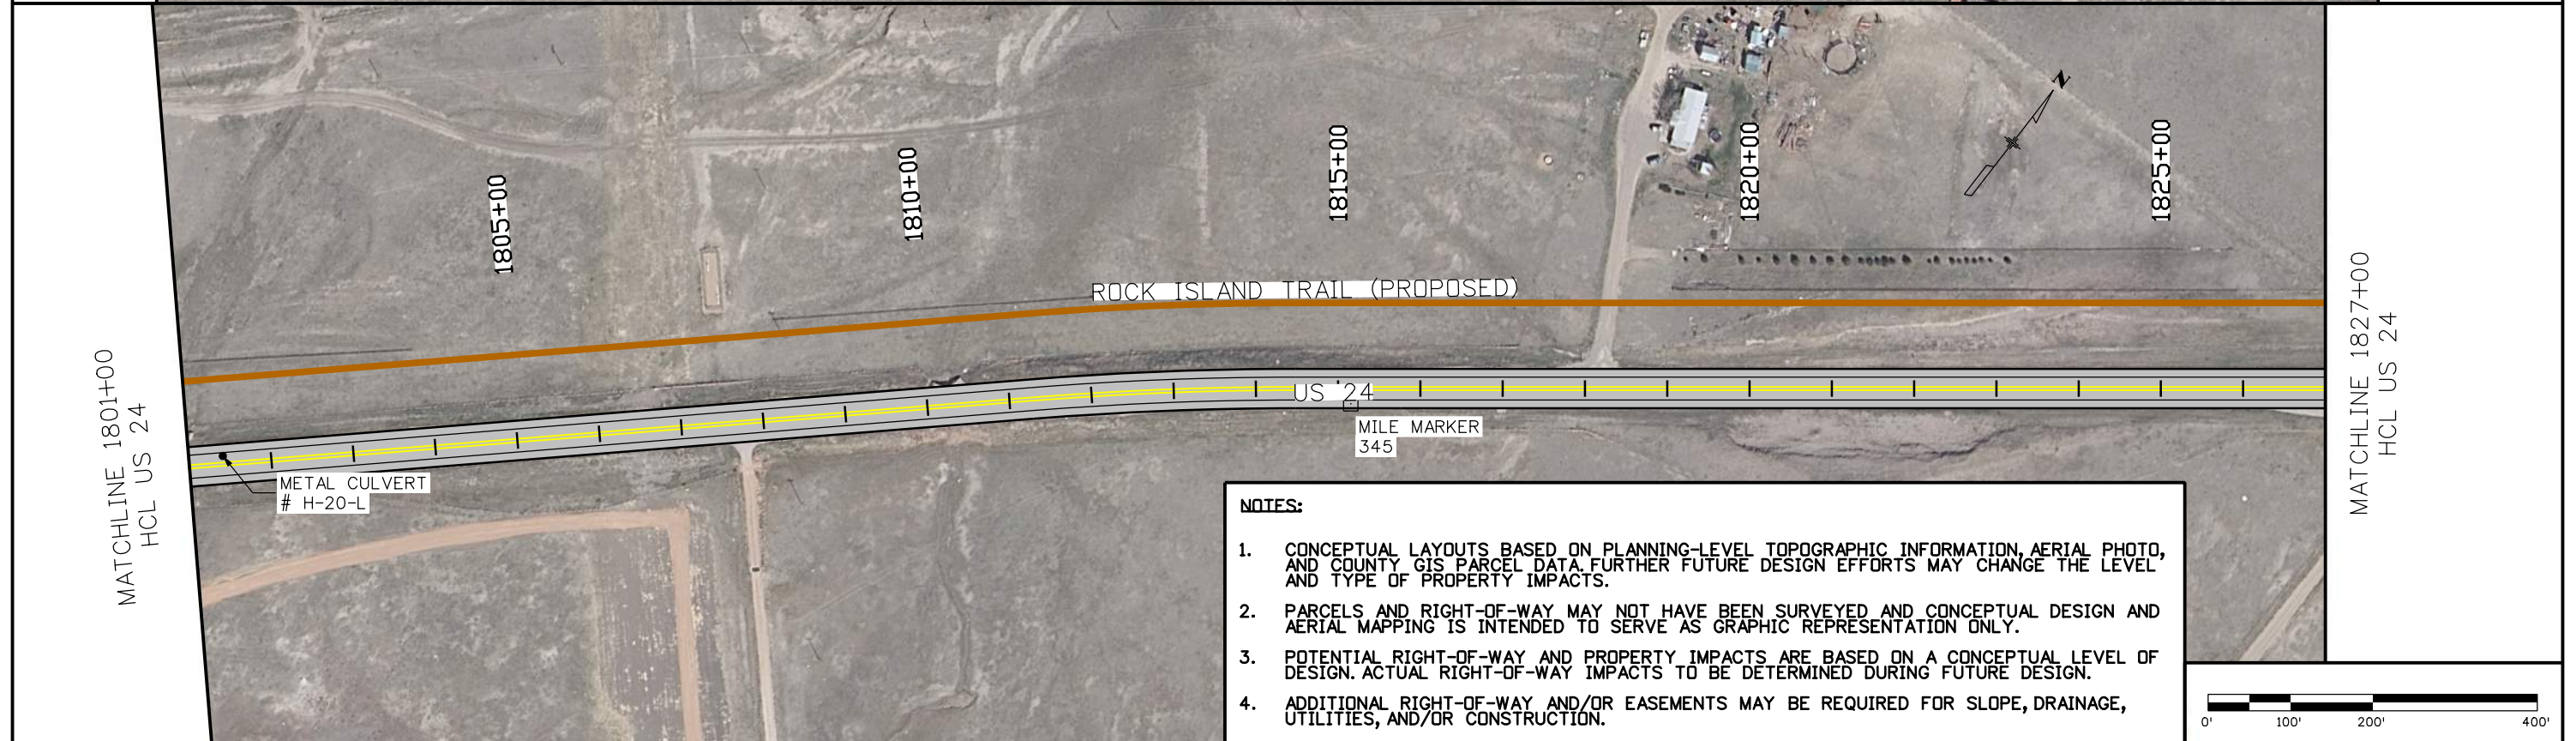 N
1805+00
1810+00
1815+00
1820+00
1825+00
ROCK ISLAND TRAIL (PROPOSED)
MATCHLINE 1801+00
HCL US 24
US 24
MILE MARKER
345
METAL CULVERT
# H-20-L
MATCHLINE 1827+00
HCL US 24
NOTES:
1. CONCEPTUAL LAYOUTS BASED ON PLANNING-LEVEL TOPOGRAPHIC INFORMATION, AERIAL PHOTO,
AND COUNTY GIS PARCEL DATA. FURTHER FUTURE DESIGN EFFORTS MAY CHANGE THE LEVEL
AND TYPE OF PROPERTY IMPACTS.
2. PARCELS AND RIGHT-OF-WAY MAY NOT HAVE BEEN SURVEYED AND CONCEPTUAL DESIGN AND
AERIAL MAPPING IS INTENDED TO SERVE AS GRAPHIC REPRESENTATION ONLY.
3. POTENTIAL RIGHT-OF-WAY AND PROPERTY IMPACTS ARE BASED ON A CONCEPTUAL LEVEL OF
DESIGN. ACTUAL RIGHT-OF-WAY IMPACTS TO BE DETERMINED DURING FUTURE DESIGN.
4. ADDITIONAL RIGHT-OF-WAY AND/OR EASEMENTS MAY BE REQUIRED FOR SLOPE, DRAINAGE,
UTILITIES, AND/OR CONSTRUCTION.
0' 100' 200' 400'